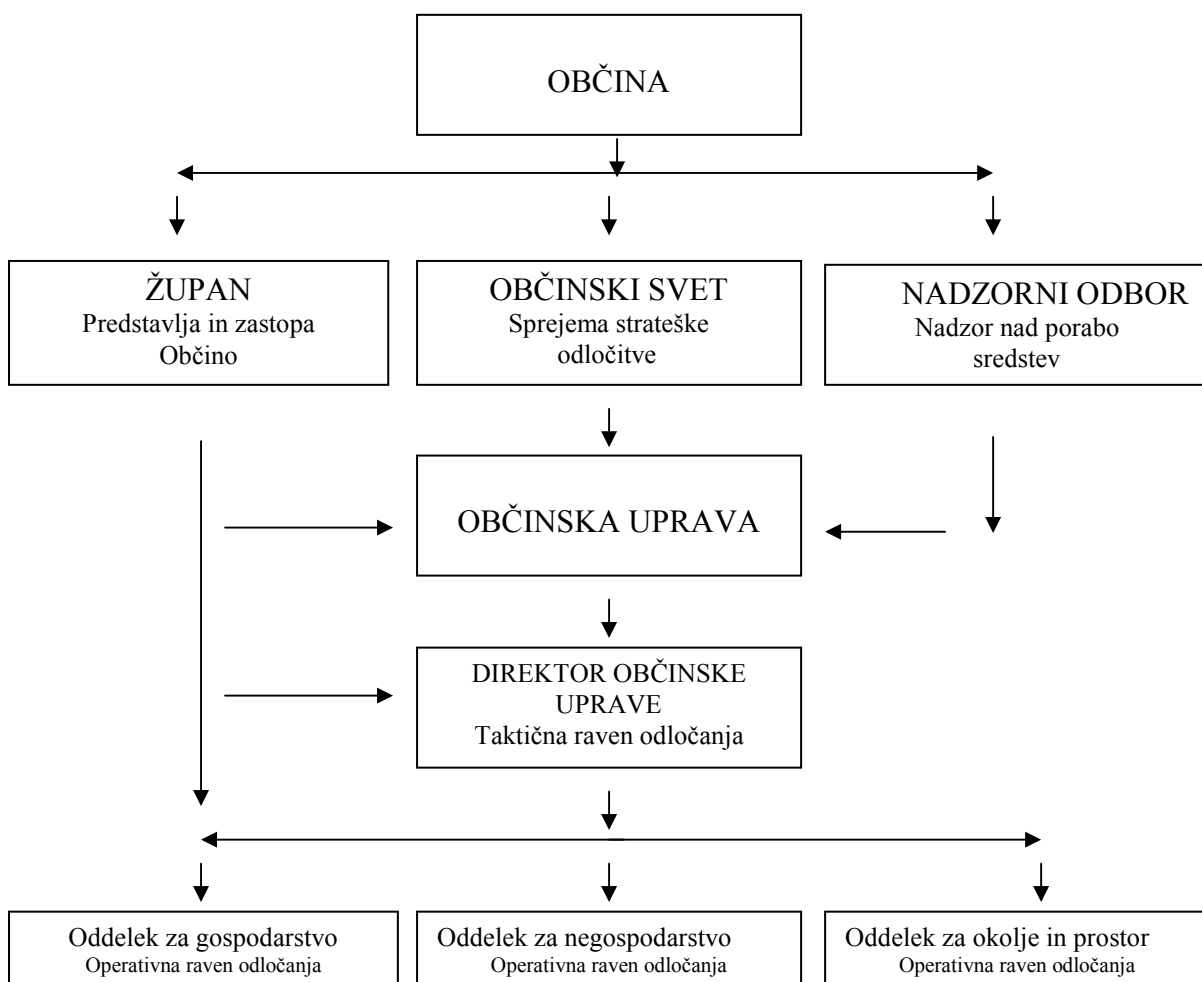 OBČINA
ŽUPAN
Predstavlja in zastopa
Občino
OBČINSKI SVET
Sprejema strateške
odločitve
NADZORNI ODBOR
Nadzor nad porabo
sredstev
OBČINSKA UPRAVA
DIREKTOR OBČINSKE
UPRAVE
Taktična raven odločanja
Oddelek za gospodarstvo
Operativna raven odločanja
Oddelek za negospodarstvo
Operativna raven odločanja
Oddelek za okolje in prostor
Operativna raven odločanja